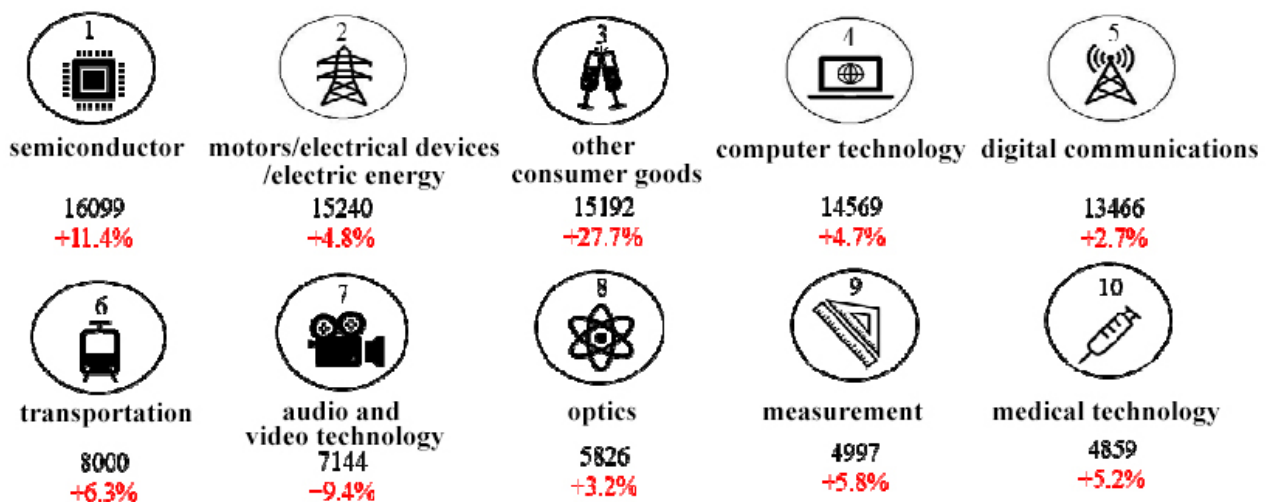 1 2 3 4 5
semiconductor motors/electrical devices other computer technology digital communications
/electric energy consumer goods
16099 15240 15192 14569 13466
+11.4% +4.8% +27.7% +4.7% +2.7%
6 7 8 9 10
transportation audio and optics measurement medical technology
video technology
8000 7144 5826 4997 4859
+6.3% −9.4% +3.2% +5.8% +5.2%